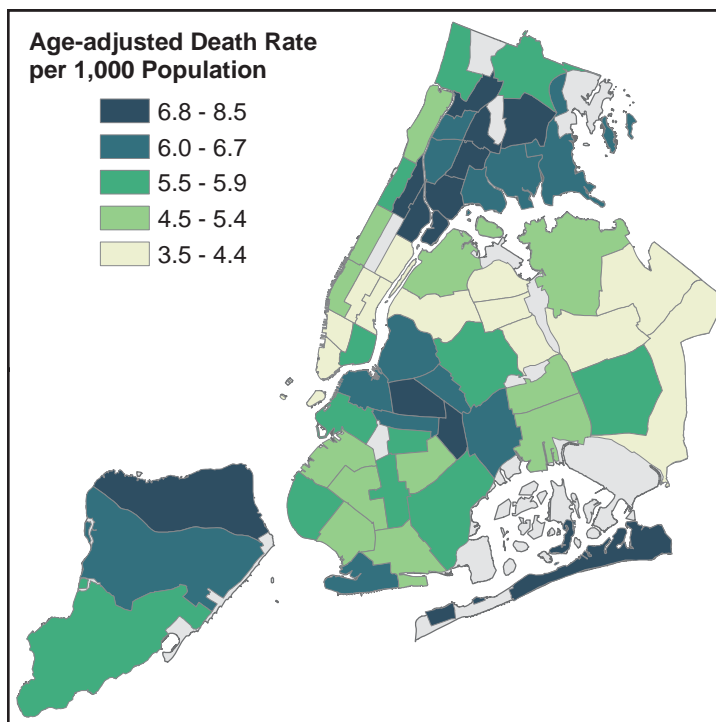 Age-adjusted Death Rate
per 1,000 Population
6.8 - 8.5
6.0 - 6.7
5.5 - 5.9
4.5 - 5.4
3.5 - 4.4